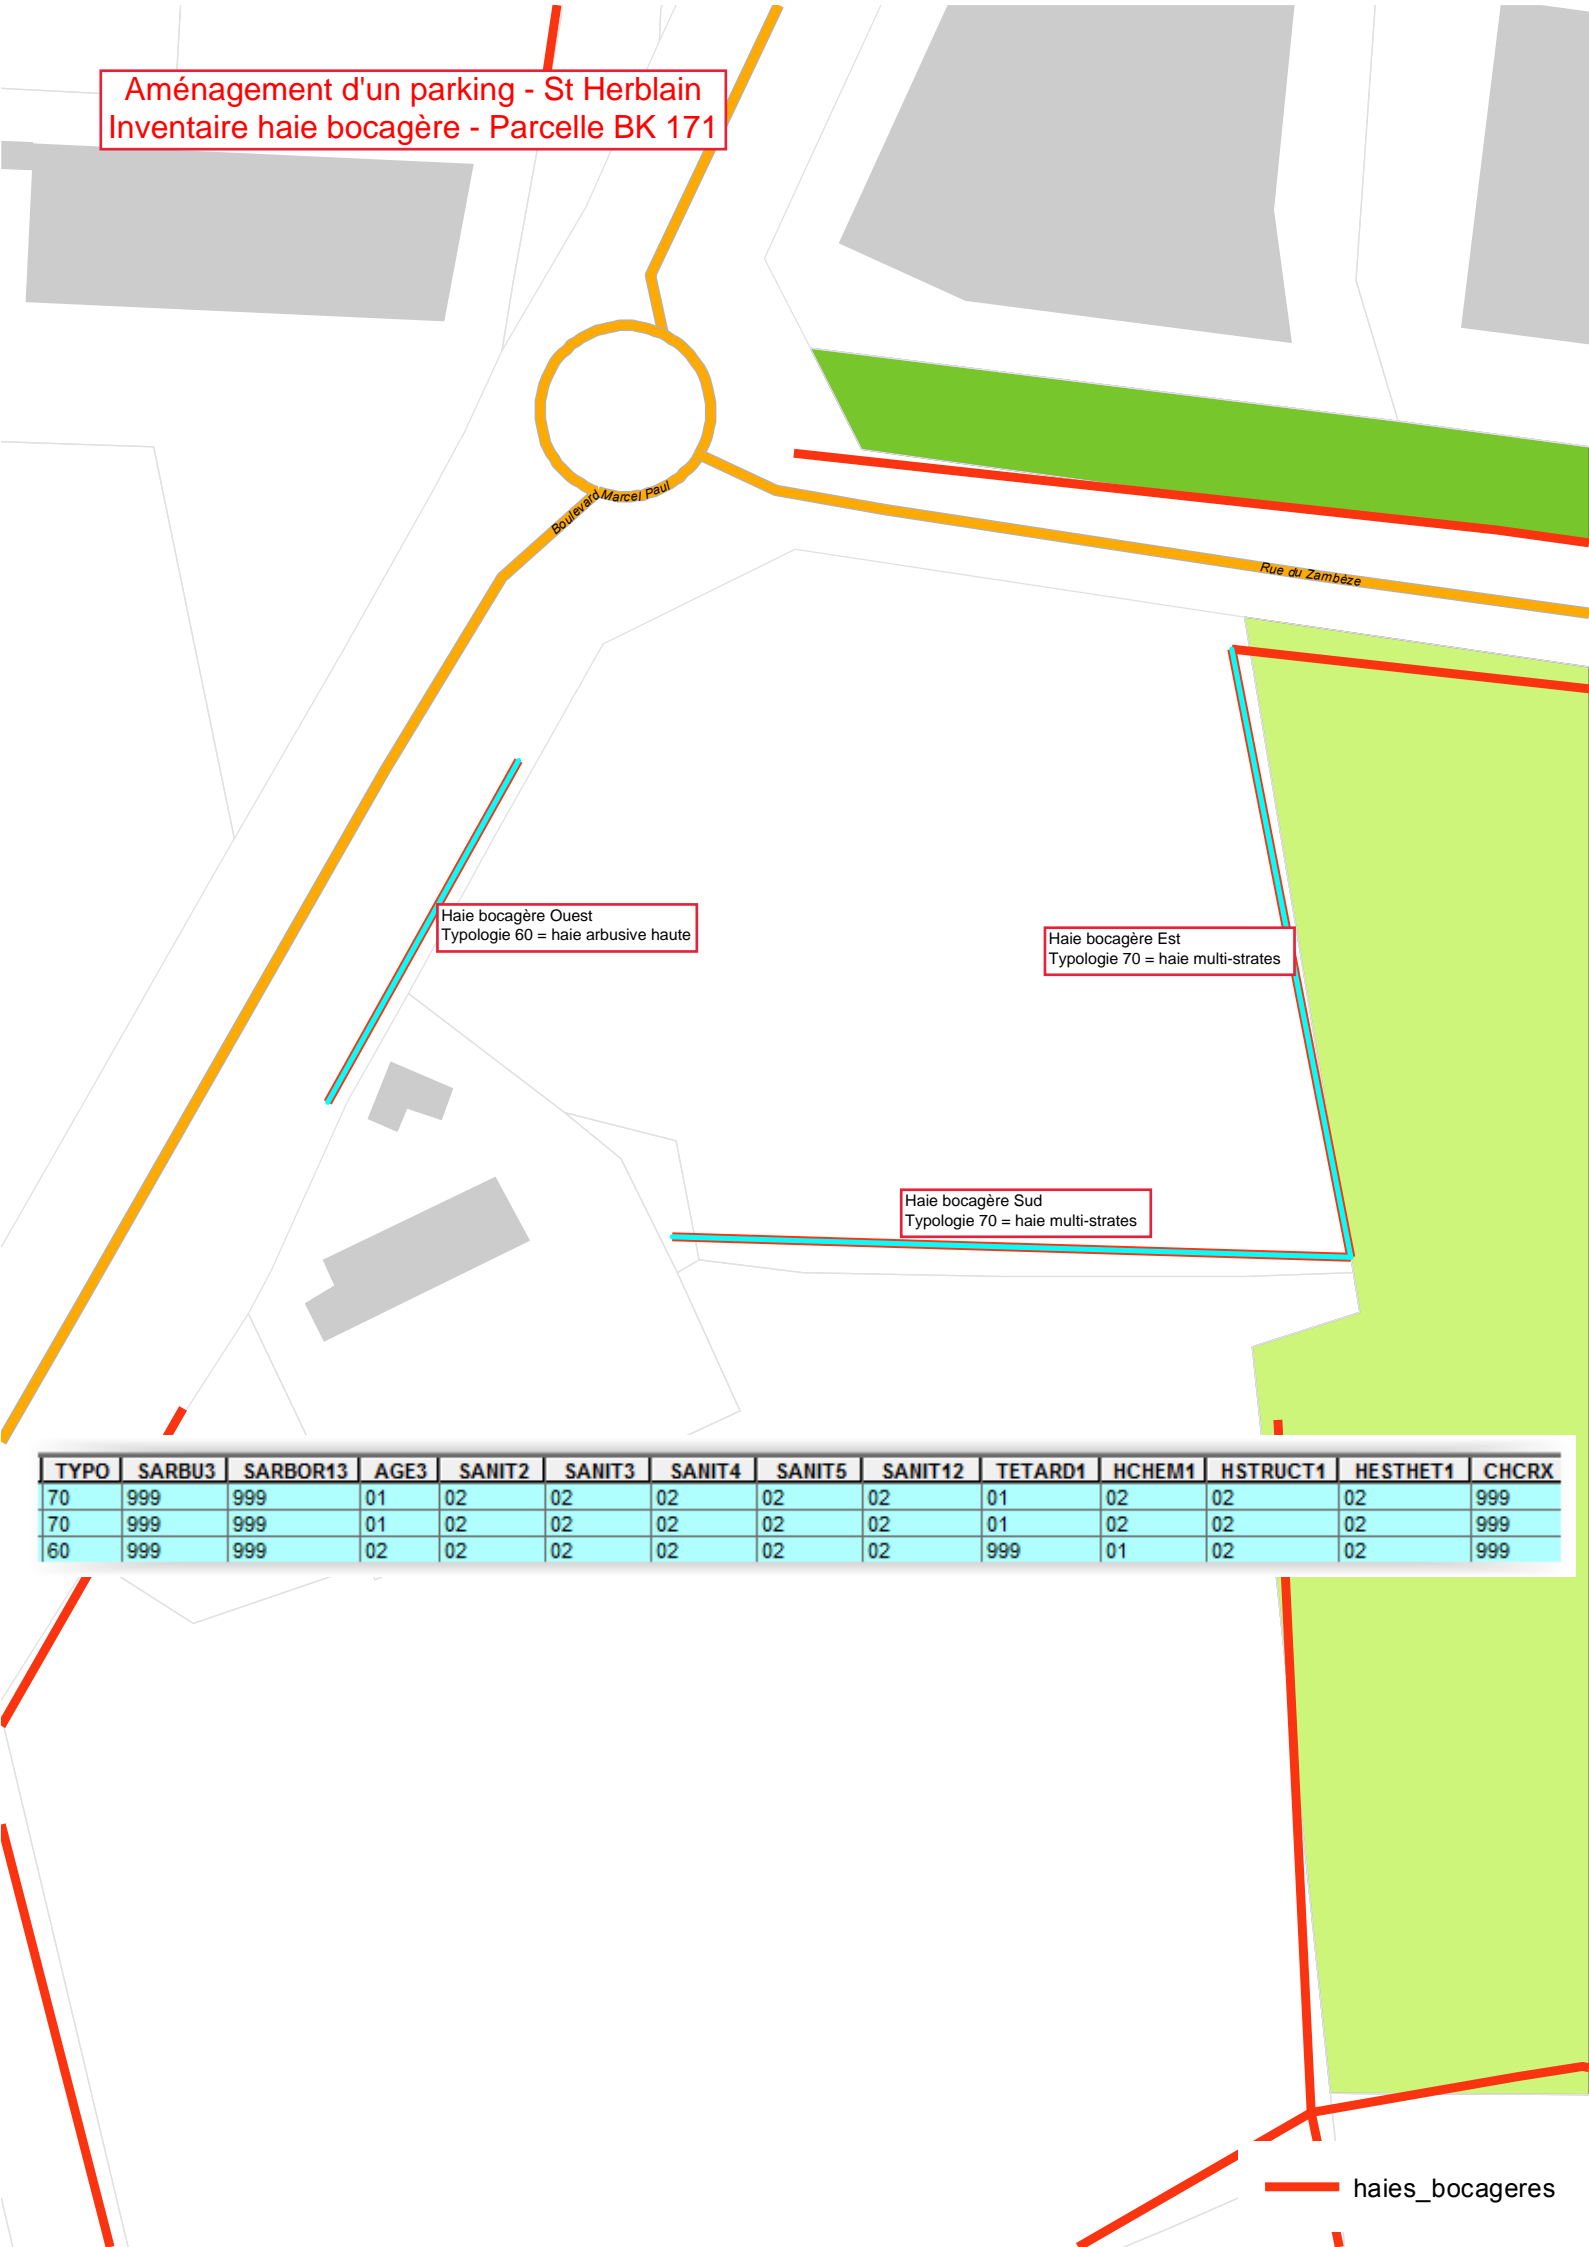 Aménagement d'un parking - St Herblain
Inventaire haie bocagère - Parcelle BK 171
Boulevard Marcel Paul
Rue du Zambèze
Haie bocagère Ouest
Typologie 60 = haie arbusive haute
Haie bocagère Est
Typologie 70 = haie multi-strates
Haie bocagère Sud
Typologie 70 = haie multi-strates
TYPO SARBU3 SARBOR13 AGE3 SANIT2 SANIT3 SANIT4 SANIT5 SANIT12 TETARD1 HCHEM1 HSTRUCT1 HESTHET1 CHCRX
70 999 999 01 02 02 02 02 02 01 02 02 02 999
70 999 999 01 02 02 02 02 02 01 02 02 02 999
60 999 999 02 02 02 02 02 02 999 01 02 02 999
haies_bocageres